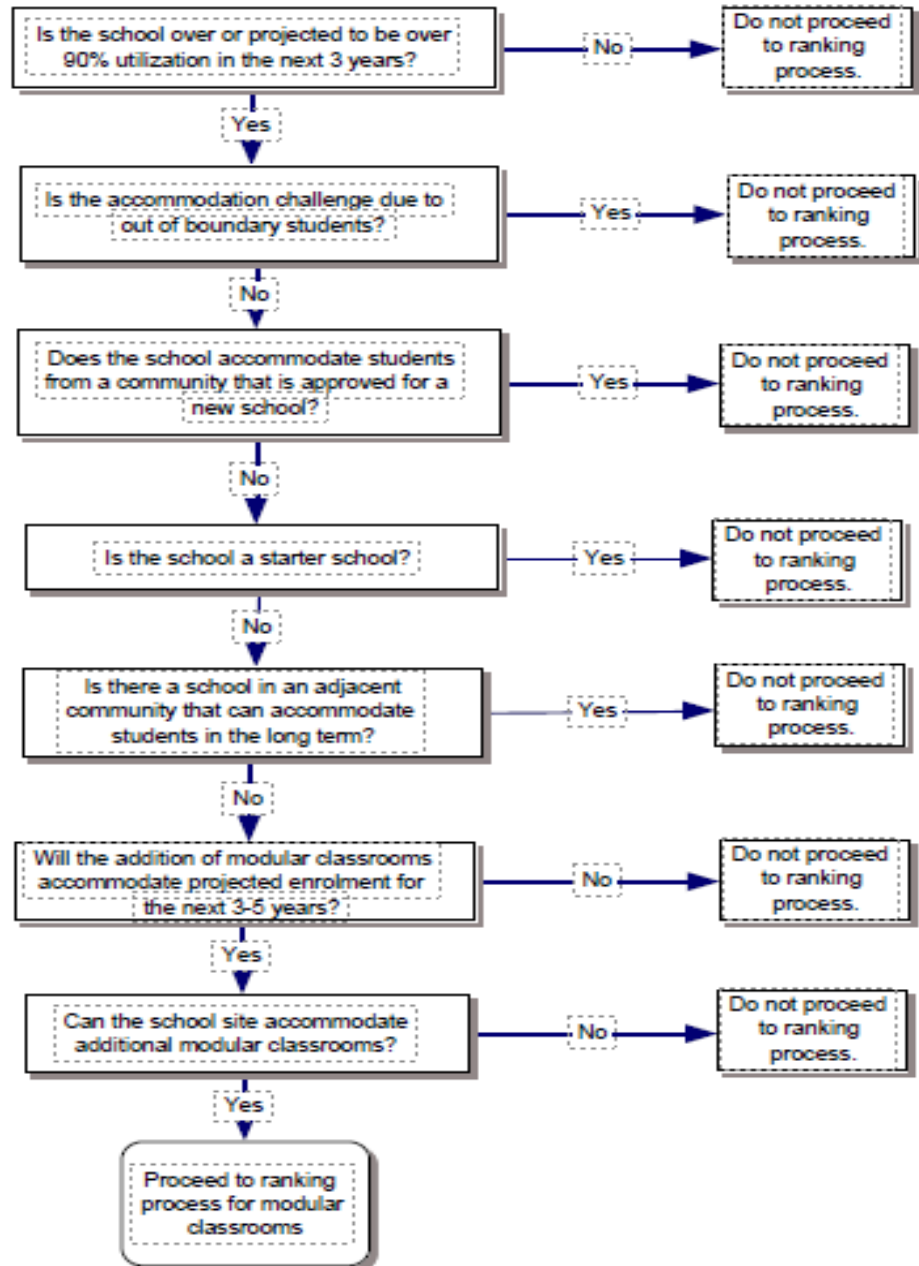 Is the school over or projected to be over
90% utilization in the next 3 years?
No
Do not proceed
to ranking
process.
Yes
Is the accommodation challenge due to
out of boundary students?
Yes
Do not proceed
to ranking
process.
No
Does the school accommodate students
from a community that is approved for a
new school?
Yes
Do not proceed
to ranking
process.
No
Is the school a starter school?
Yes
Do not proceed
to ranking
process.
No
Is there a school in an adjacent
community that can accommodate
students in the long term?
Yes
Do not proceed
to ranking
process.
No
Will the addition of modular classrooms
accommodate projected enrolment for
the next 3-5 years?
No
Do not proceed
to ranking
process.
Yes
Can the school site accommodate
additional modular classrooms?
No
Do not proceed
to ranking
process.
Yes
Proceed to ranking
process for modular
classrooms